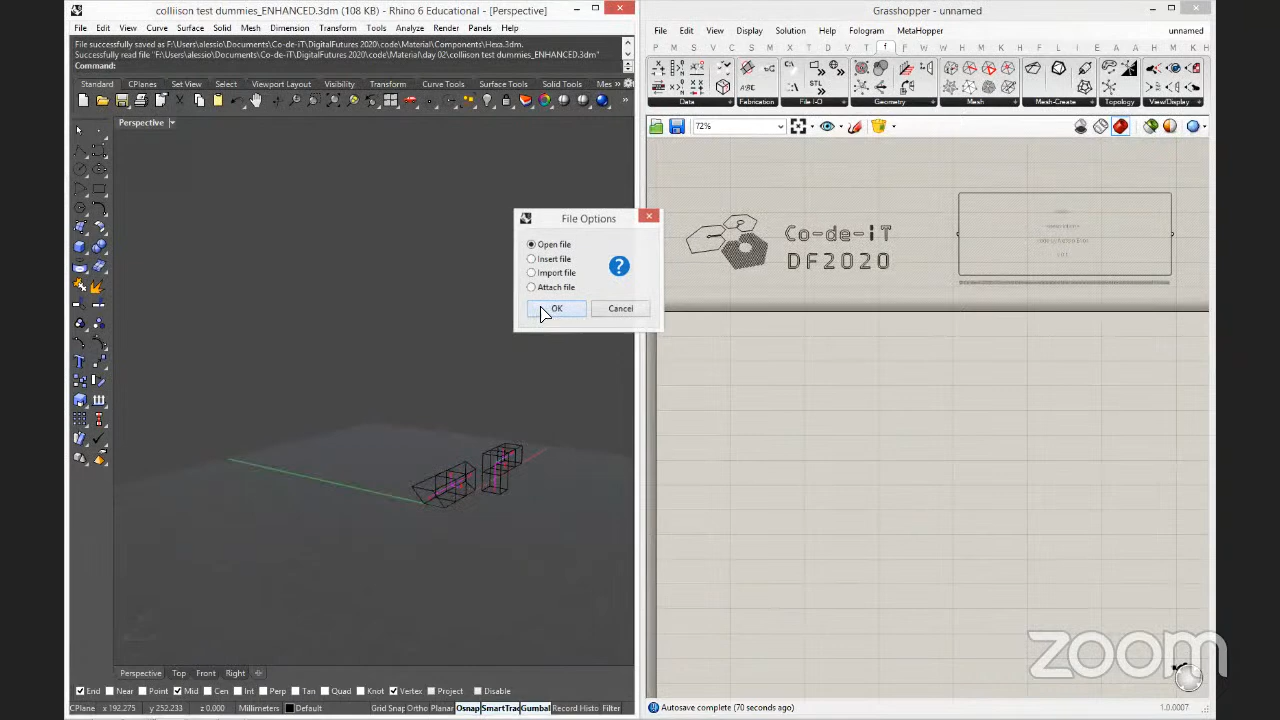 colliison test dummies_ENHANCED.3dm (108 KB) - Rhino 6 Educational - [Perspective]
File Edit View Curve Surface Solid Mesh Dimension Transform Tools Analyze Render Panels Help
File successfully saved as F:\Users\alessio\Documents\Co-de-iT\DigitalFutures 2020\code\Material\Components\Hexa.3dm.
Successfully read file "F:\Users\alessio\Documents\Co-de-iT\DigitalFutures 2020\code\Material\day 02\colliison test dummies_ENHANCED.3dm"
Command:
Standard CPlanes Set View Display Select Viewport Layout Visibility Transform Curve Tools Surface Tools Solid Tools Mes
Perspective
File Options
Open file
Insert file
Import file
Attach file
OK Cancel
Perspective Top Front Right
End Near Point Mid Cen Int Perp Tan Quad Knot Vertex Project Disable
CPlane x 192.275 y 252.233 z 0.000 Millimeters Default Grid Snap Ortho Planar Osnap SmartTrac Gumbal Record Histo Filter
Grasshopper - unnamed
File Edit View Display Solution Help Fologram MetaHopper unnamed
Data Fabrication File I-O Geometry Mesh Mesh-Create Topology View/Display
72%
Co-de-iT
DF2020
Autosave complete (70 seconds ago) 1.0.0007
zoom